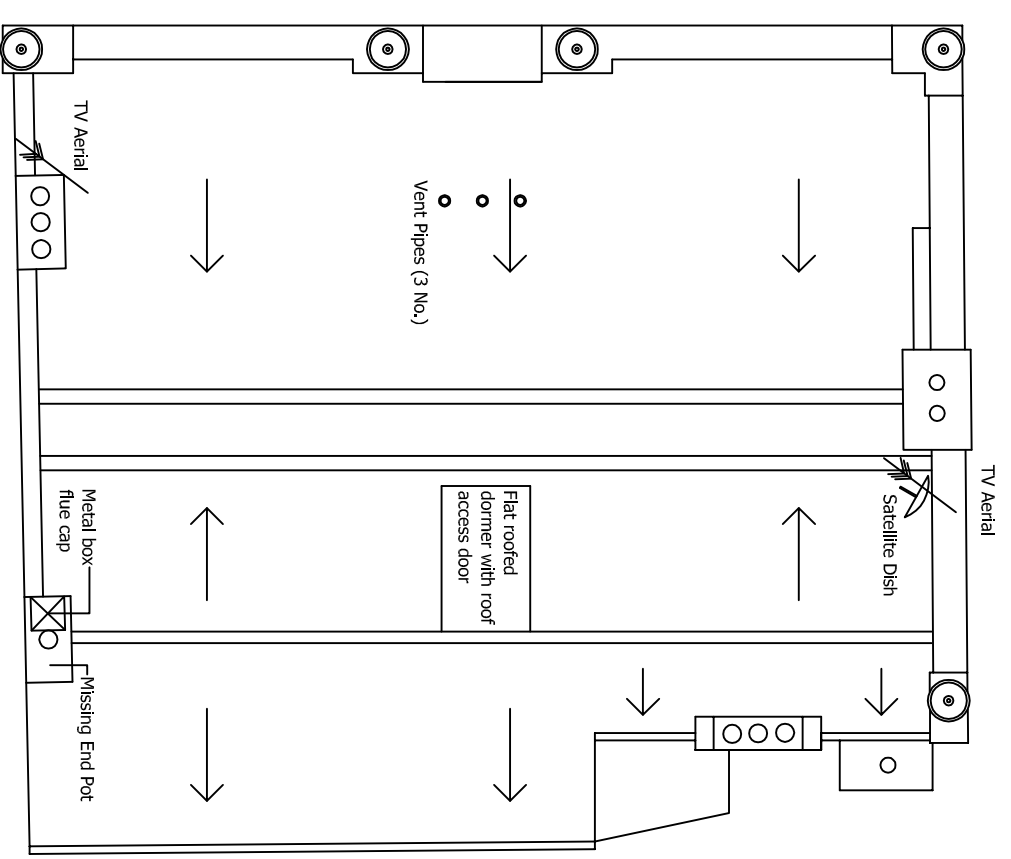 TV Aerial
Vent Pipes (3 No.)
TV Aerial
Satellite Dish
Flat roofed
dormer with roof
access door
Metal box
flue cap
Missing End Pot